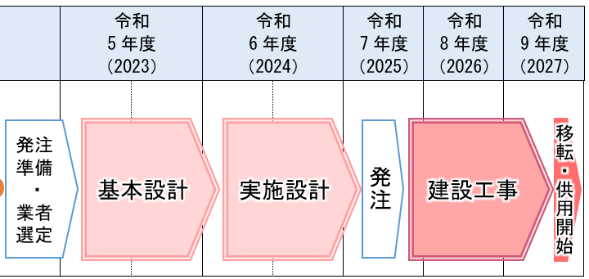 令和
5 年度
（2023）
令和
6 年度
（2024）
令和
7 年度
（2025）
令和
8 年度
（2026）
令和
9 年度
（2027）
発注
準備
・
業者
選定
基本設計
実施設計
発注
建設工事
移転・供用開始